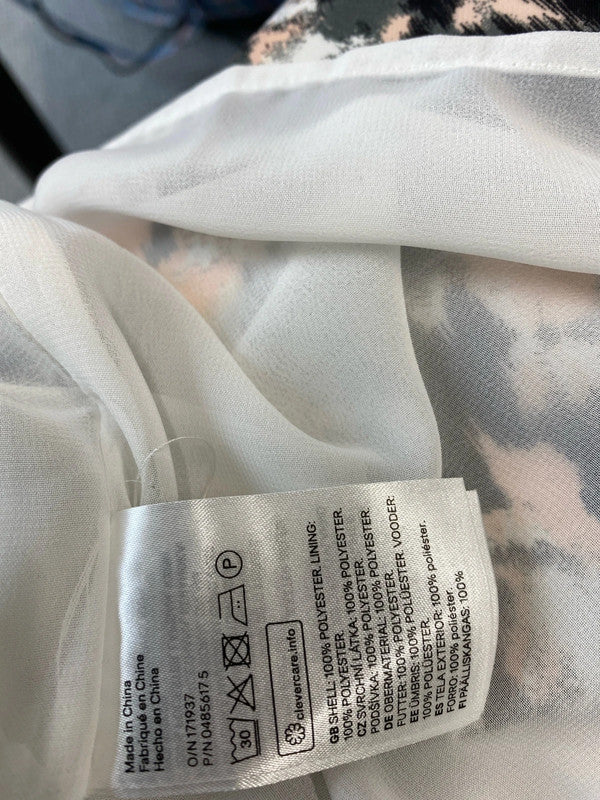 Made in China
Fabriqué en Chine
Hecho en China
O/N 171937
P/N 0485617 5
30
P
clevercare.info
GB SHELL: 100% POLYESTER. LINING:
100% POLYESTER.
CZ SVRCHNÍ LÁTKA: 100% POLYESTER.
PODŠÍVKA: 100% POLYESTER.
DE OBERMATERIAL: 100% POLYESTER.
FUTTER: 100% POLYESTER.
EE ÜMBRIS: 100% POLÜESTER. VOODER:
100% POLÜESTER.
ES TELA EXTERIOR: 100% poliéster.
FORRO: 100% poliéster.
FI PÄÄLLISKANGAS: 100%